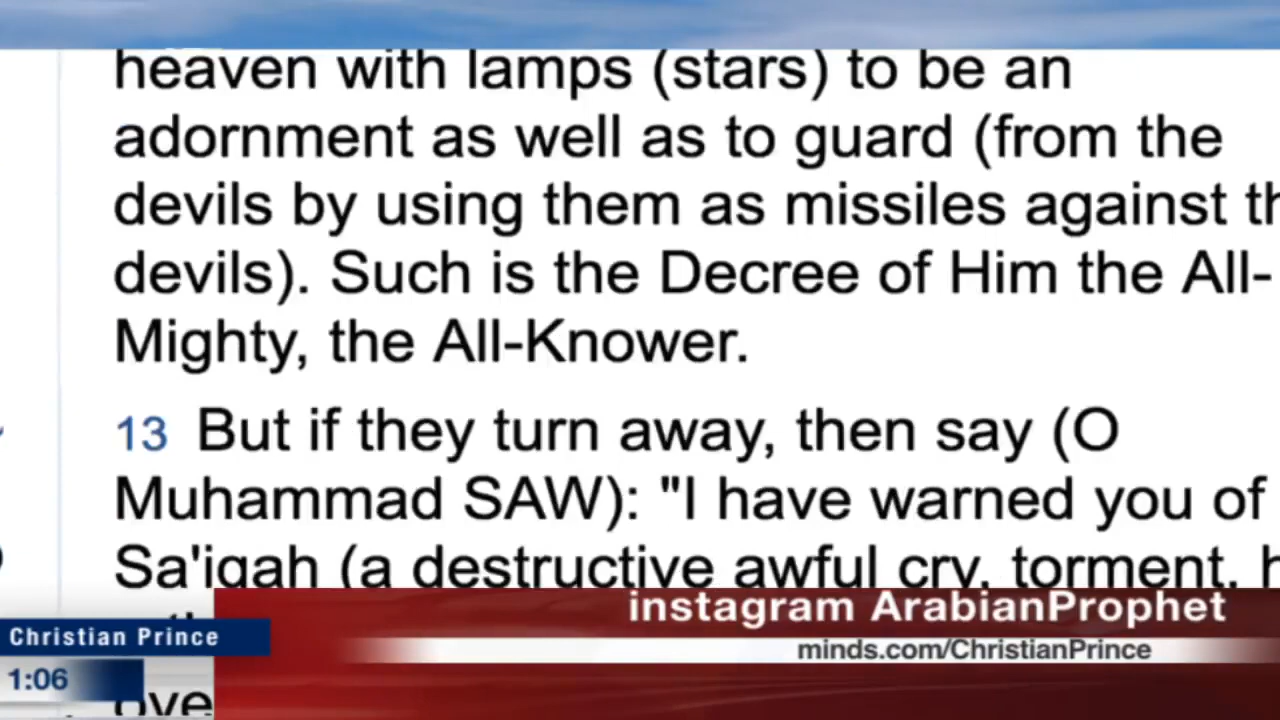 heaven with lamps (stars) to be an
adornment as well as to guard (from the
devils by using them as missiles against
devils). Such is the Decree of Him the All-
Mighty, the All-Knower.
13 But if they turn away, then say (O
Muhammad SAW): "I have warned you of
Sa'iqah (a destructive awful cry, torment,
instagram ArabianProphet
Christian Prince
minds.com/ChristianPrince
1:06